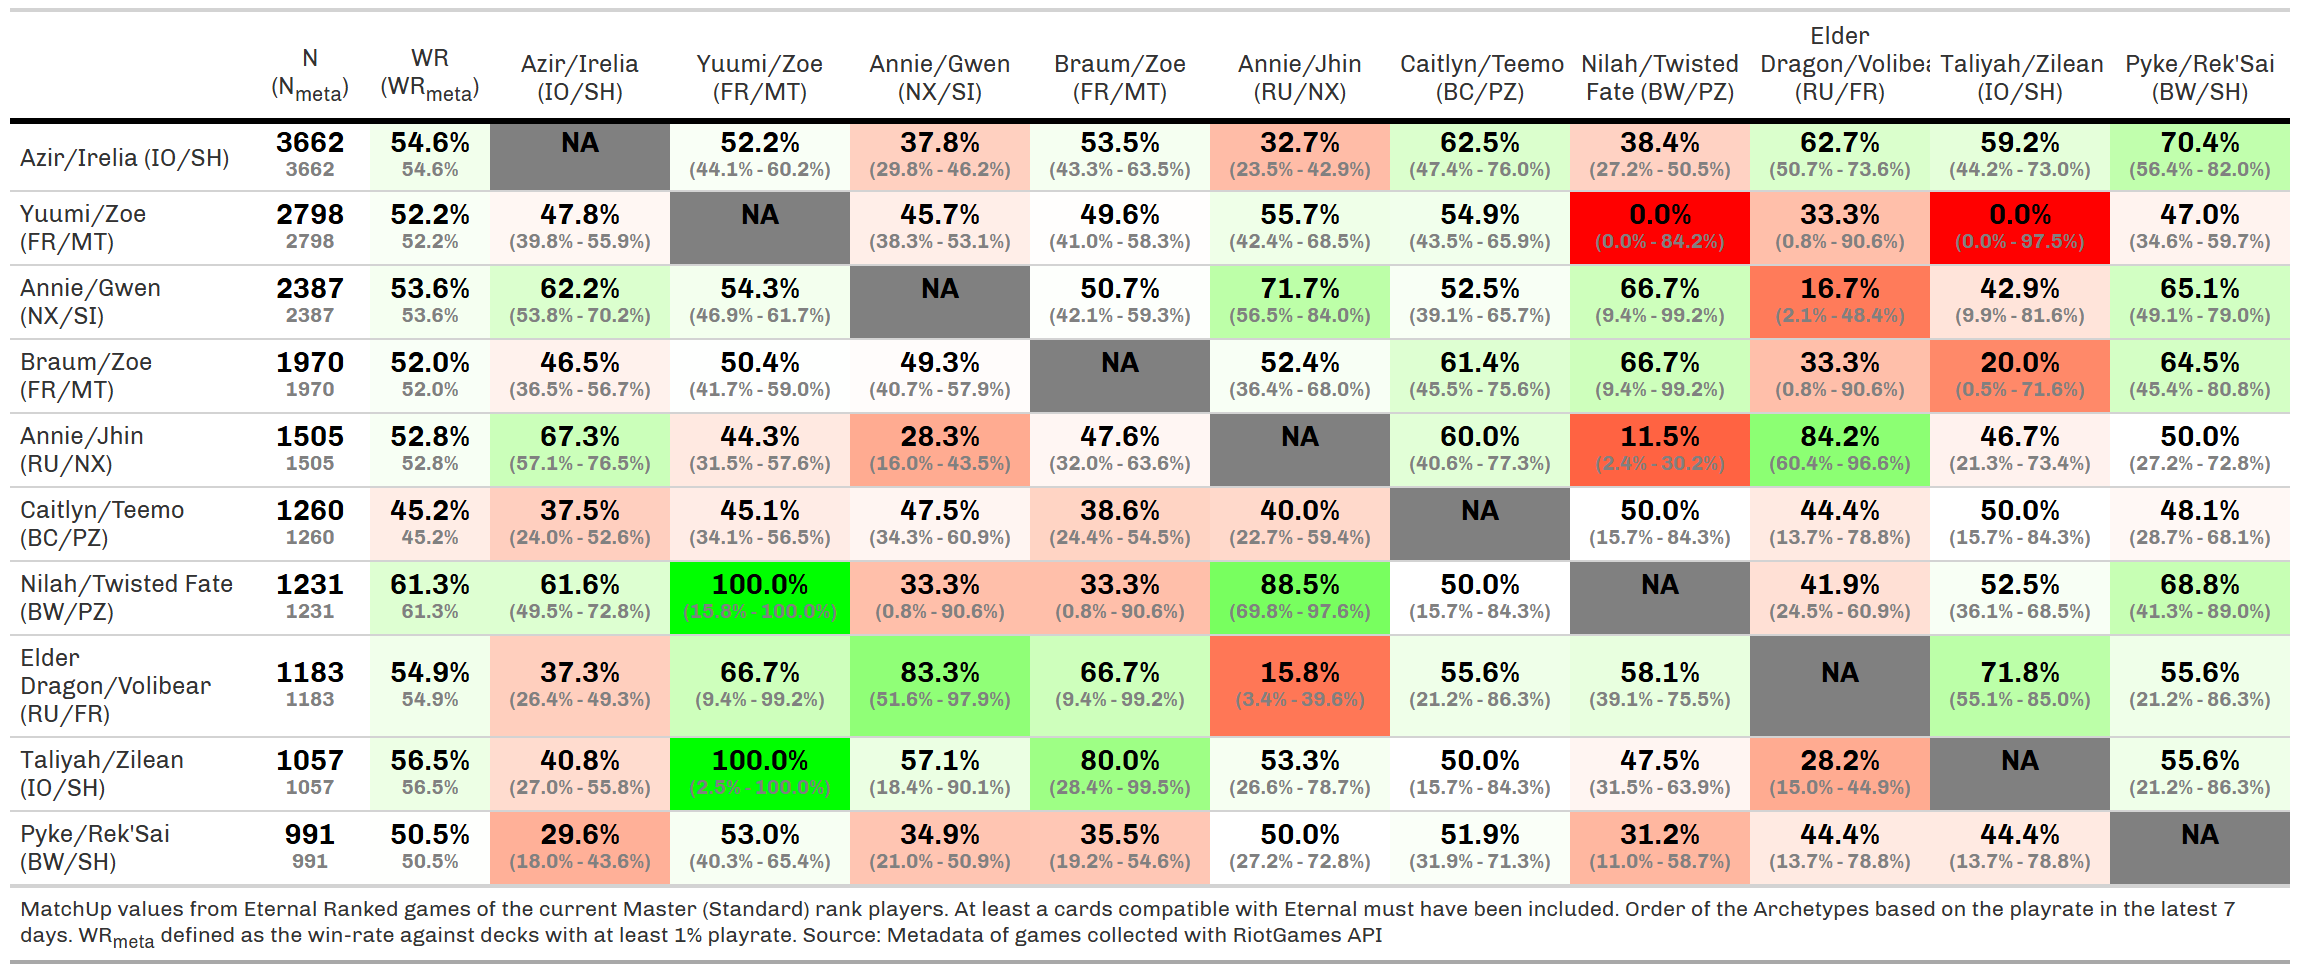 N (Nmeta) WR (WRmeta) Azir/Irelia (IO/SH) Yuumi/Zoe (FR/MT) Annie/Gwen (NX/SI) Braum/Zoe (FR/MT) Annie/Jhin (RU/NX) Caitlyn/Teemo (BC/PZ) Nilah/Twisted Fate (BW/PZ) Elder Dragon/Volibea (RU/FR) Taliyah/Zilean (IO/SH) Pyke/Rek'Sai (BW/SH)
Azir/Irelia (IO/SH) 3662 54.6% NA 52.2% 37.8% 53.5% 32.7% 62.5% 38.4% 62.7% 59.2% 70.4%
3662 54.6% (44.1% - 60.2%) (29.8% - 46.2%) (43.3% - 63.5%) (23.5% - 42.9%) (47.4% - 76.0%) (27.2% - 50.5%) (50.7% - 73.6%) (44.2% - 73.0%) (56.4% - 82.0%)
Yuumi/Zoe 2798 52.2% 47.8% NA 45.7% 49.6% 55.7% 54.9% 0.0% 33.3% 0.0% 47.0%
(FR/MT) 2798 52.2% (39.8% - 55.9%) (38.3% - 53.1%) (41.0% - 58.3%) (42.4% - 68.5%) (43.5% - 65.9%) (0.0% - 84.2%) (0.8% - 90.6%) (0.0% - 97.5%) (34.6% - 59.7%)
Annie/Gwen 2387 53.6% 62.2% 54.3% NA 50.7% 71.7% 52.5% 66.7% 16.7% 42.9% 65.1%
(NX/SI) 2387 53.6% (53.8% - 70.2%) (46.9% - 61.7%) (42.1% - 59.3%) (56.5% - 84.0%) (39.1% - 65.7%) (9.4% - 99.2%) (2.1% - 48.4%) (9.9% - 81.6%) (49.1% - 79.0%)
Braum/Zoe 1970 52.0% 46.5% 50.4% 49.3% NA 52.4% 61.4% 66.7% 33.3% 20.0% 64.5%
(FR/MT) 1970 52.0% (36.5% - 56.7%) (41.7% - 59.0%) (40.7% - 57.9%) (36.4% - 68.0%) (45.5% - 75.6%) (9.4% - 99.2%) (0.8% - 90.6%) (0.5% - 71.6%) (45.4% - 80.8%)
Annie/Jhin 1505 52.8% 67.3% 44.3% 28.3% 47.6% NA 60.0% 11.5% 84.2% 46.7% 50.0%
(RU/NX) 1505 52.8% (57.1% - 76.5%) (31.5% - 57.6%) (16.0% - 43.5%) (32.0% - 63.6%) (40.6% - 77.3%) (2.4% - 30.2%) (60.4% - 96.6%) (21.3% - 73.4%) (27.2% - 72.8%)
Caitlyn/Teemo 1260 45.2% 37.5% 45.1% 47.5% 38.6% 40.0% NA 50.0% 44.4% 50.0% 48.1%
(BC/PZ) 1260 45.2% (24.0% - 52.6%) (34.1% - 56.5%) (34.3% - 60.9%) (24.4% - 54.5%) (22.7% - 59.4%) (15.7% - 84.3%) (13.7% - 78.8%) (15.7% - 84.3%) (28.7% - 68.1%)
Nilah/Twisted Fate 1231 61.3% 61.6% 100.0% 33.3% 33.3% 88.5% 50.0% NA 41.9% 52.5% 68.8%
(BW/PZ) 1231 61.3% (49.5% - 72.8%) (15.8% - 100.0%) (0.8% - 90.6%) (0.8% - 90.6%) (69.8% - 97.6%) (15.7% - 84.3%) (24.5% - 60.9%) (36.1% - 68.5%) (41.3% - 89.0%)
Elder
Dragon/Volibear 1183 54.9% 37.3% 66.7% 83.3% 66.7% 15.8% 55.6% 58.1% NA 71.8% 55.6%
(RU/FR) 1183 54.9% (26.4% - 49.3%) (9.4% - 99.2%) (51.6% - 97.9%) (9.4% - 99.2%) (3.4% - 39.6%) (21.2% - 86.3%) (39.1% - 75.5%) (55.1% - 85.0%) (21.2% - 86.3%)
Taliyah/Zilean 1057 56.5% 40.8% 100.0% 57.1% 80.0% 53.3% 50.0% 47.5% 28.2% NA 55.6%
(IO/SH) 1057 56.5% (27.0% - 55.8%) (2.5% - 100.0%) (18.4% - 90.1%) (28.4% - 99.5%) (26.6% - 78.7%) (15.7% - 84.3%) (31.5% - 63.9%) (15.0% - 44.9%) (21.2% - 86.3%)
Pyke/Rek'Sai 991 50.5% 29.6% 53.0% 34.9% 35.5% 50.0% 51.9% 31.2% 44.4% 44.4% NA
(BW/SH) 991 50.5% (18.0% - 43.6%) (40.3% - 65.4%) (21.0% - 50.9%) (19.2% - 54.6%) (27.2% - 72.8%) (31.9% - 71.3%) (11.0% - 58.7%) (13.7% - 78.8%) (13.7% - 78.8%)
MatchUp values from Eternal Ranked games of the current Master (Standard) rank players. At least a cards compatible with Eternal must have been included. Order of the Archetypes based on the playrate in the latest 7
days. WRmeta defined as the win-rate against decks with at least 1% playrate. Source: Metadata of games collected with RiotGames API